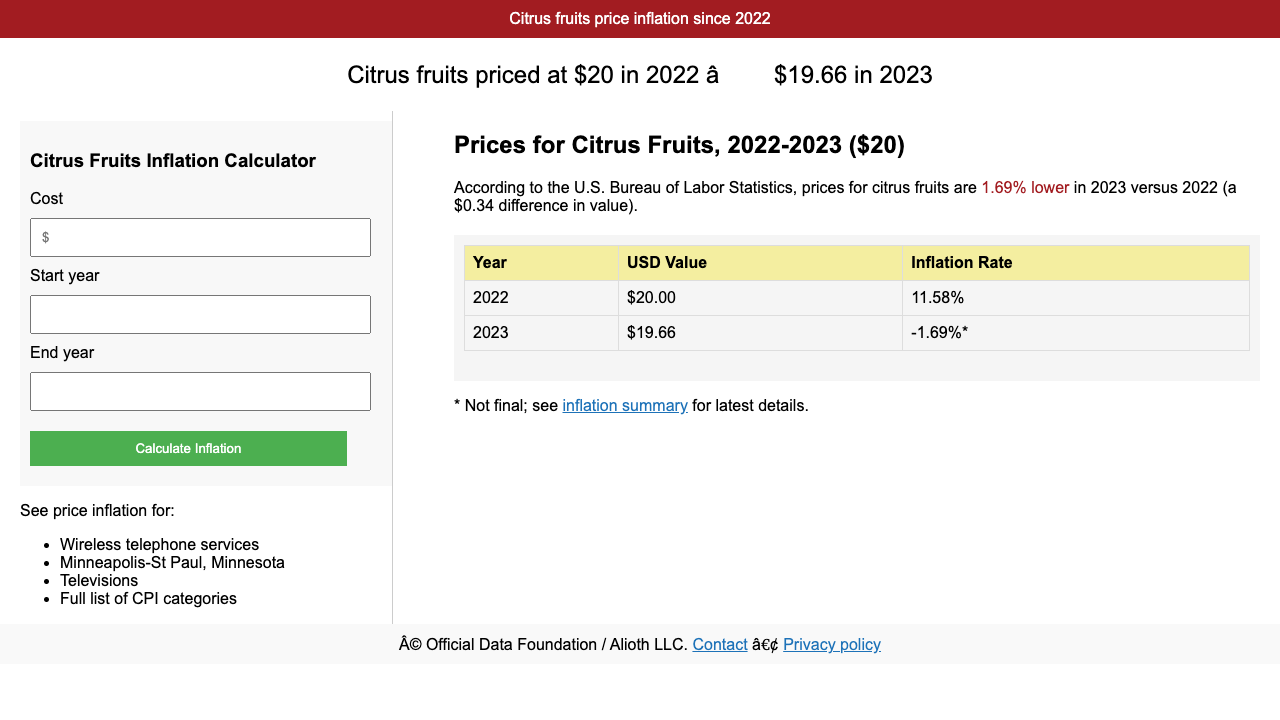 Citrus fruits price inflation since 2022
Citrus fruits priced at $20 in 2022 â $19.66 in 2023
Citrus Fruits Inflation Calculator
Cost
$
Start year
End year
Calculate Inflation
See price inflation for:
• Wireless telephone services
• Minneapolis-St Paul, Minnesota
• Televisions
• Full list of CPI categories
Prices for Citrus Fruits, 2022-2023 ($20)
According to the U.S. Bureau of Labor Statistics, prices for citrus fruits are 1.69% lower in 2023 versus 2022 (a
$0.34 difference in value).
Year USD Value Inflation Rate
2022 $20.00 11.58%
2023 $19.66 -1.69%*
* Not final; see inflation summary for latest details.
Â© Official Data Foundation / Alioth LLC. Contact â€¢ Privacy policy